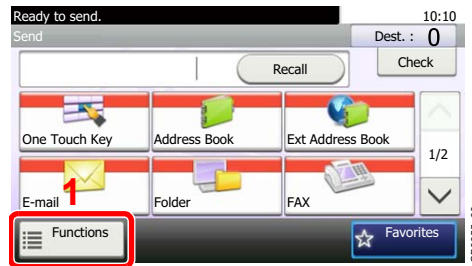 Ready to send.
10:10
Send
Dest. :
0
Recall
Check
One Touch Key
Address Book
Ext Address Book
1/2
E-mail
1
Folder
FAX
Functions
Favorites